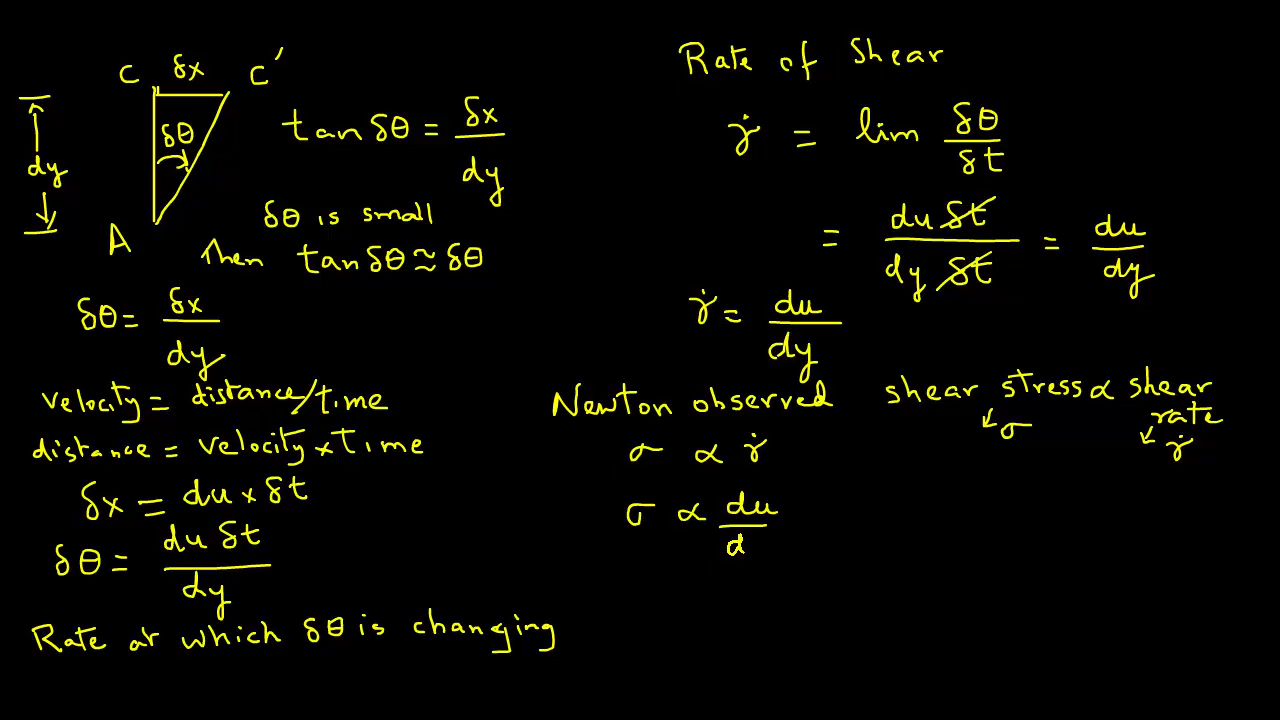 C δx C'
dy
δθ
A
tan δθ = δx/dy
δθ is small
Then tan δθ ≈ δθ
δθ = δx/dy
velocity = distance/time
distance = velocity × Time
δx = du × δt
δθ = du δt/dy
Rate at which δθ is changing
Rate of Shear
γ̇ = lim δθ/δt
= du δt/dy δt = du/dy
γ̇ = du/dy
Newton observed shear stress ∝ shear rate
σ γ̇
σ ∝ γ̇
σ ∝ du/d